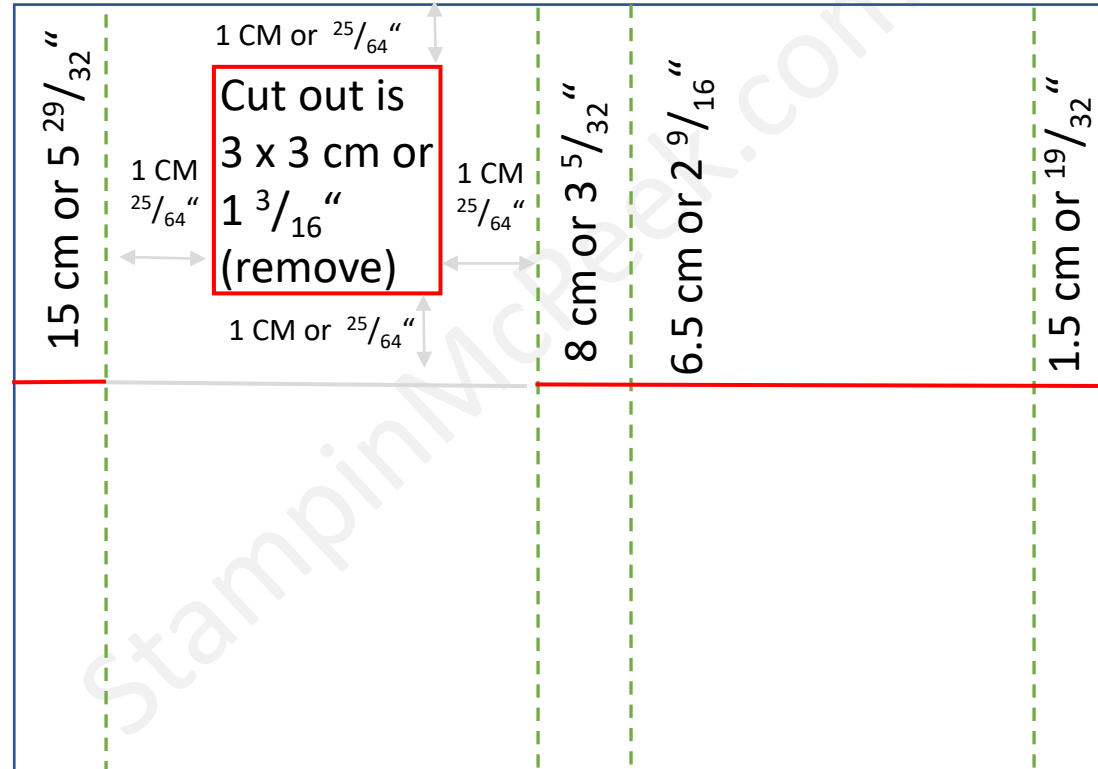 15 cm or 5 29/32“
1 CM or 25/64“
Cut out is
3 x 3 cm or
1 3/16“
(remove)
1 CM
25/64“
1 CM
25/64“
1 CM or 25/64“
8 cm or 3 5/32“
6.5 cm or 2 9/16“
1.5 cm or 19/32“
StampinMcPeek.com